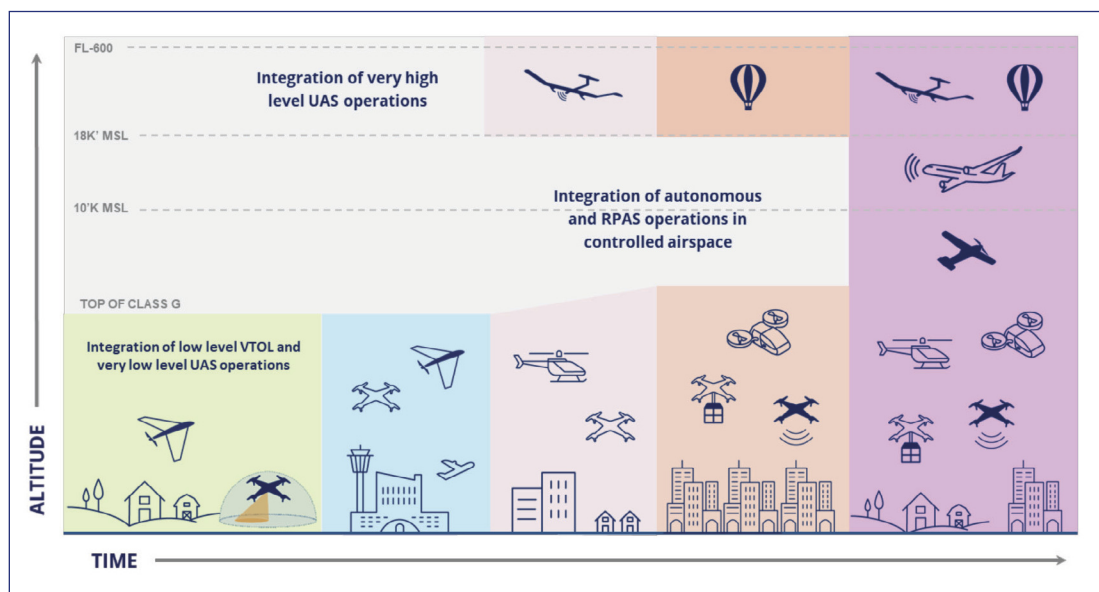 FL-600
Integration of very high
level UAS operations
18K' MSL
Integration of autonomous
and RPAS operations in
controlled airspace
10'K MSL
TOP OF CLASS G
Integration of low level VTOL and
very low level UAS operations
ALTITUDE
TIME